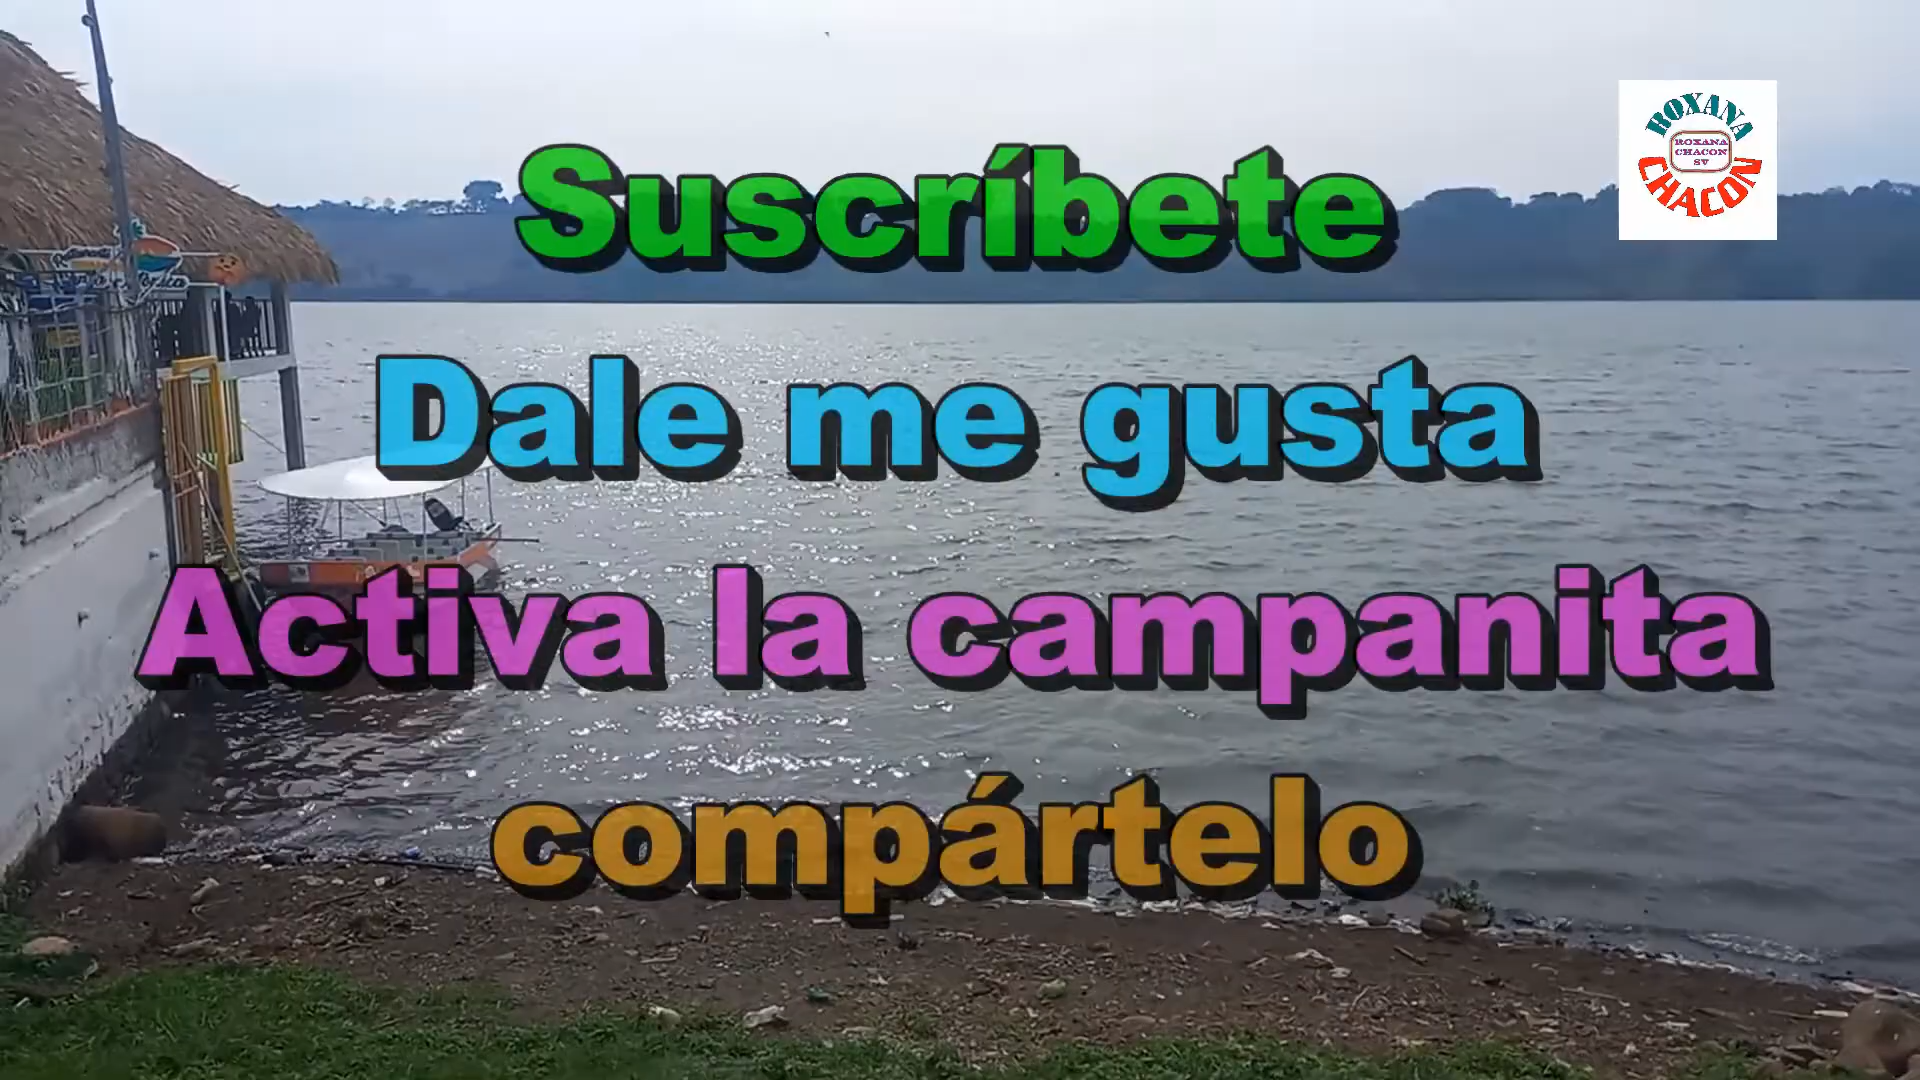 Suscríbete
Dale me gusta
Activa la campanita
compártelo
ROXANA
ROXANA
CHACON
SV
CHACON